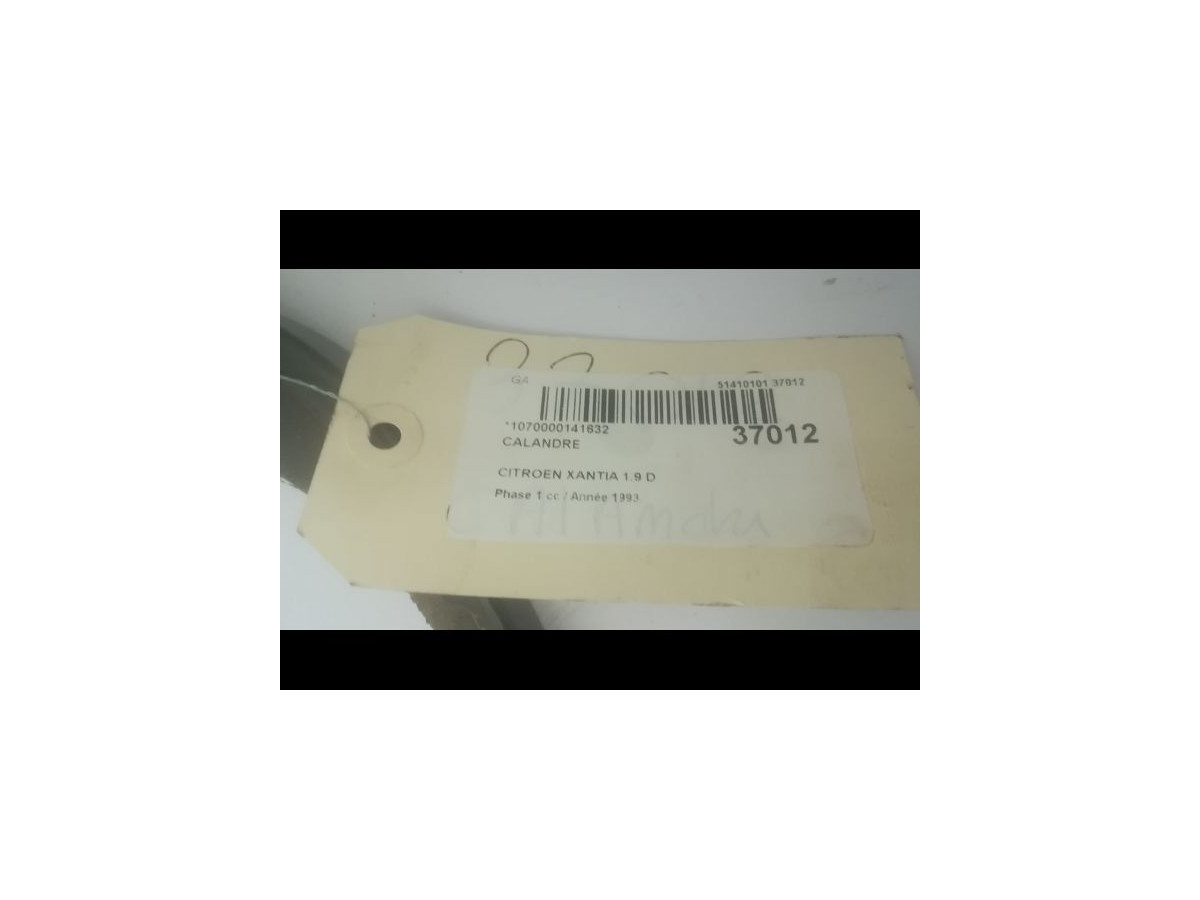 GA 51410101 37012
*1070000141632
37012
CALANDRE
CITROEN XANTIA 1.9 D
Phase 1 cc / Année 1993